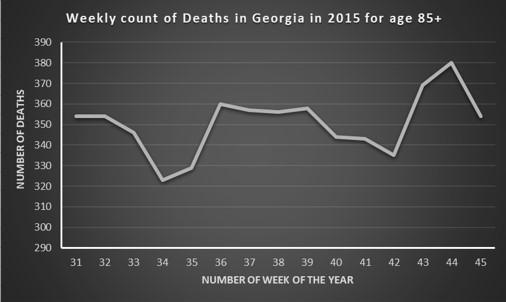 Weekly count of Deaths in Georgia in 2015 for age 85+
390
380
370
360
350
340
330
320
310
300
290
NUMBER OF DEATHS
31 32 33 34 35 36 37 38 39 40 41 42 43 44 45
NUMBER OF WEEK OF THE YEAR